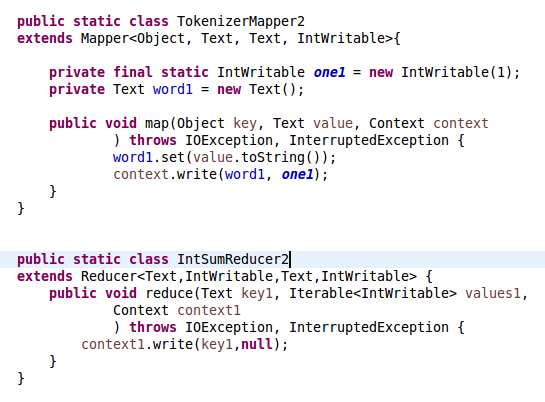 public static class TokenizerMapper2
extends Mapper<Object, Text, Text, IntWritable>{
private final static IntWritable one1 = new IntWritable(1);
private Text word1 = new Text();
public void map(Object key, Text value, Context context
) throws IOException, InterruptedException {
word1.set(value.toString());
context.write(word1, one1);
}
}
public static class IntSumReducer2
extends Reducer<Text,IntWritable,Text,IntWritable> {
public void reduce(Text key1, Iterable<IntWritable> values1,
Context context1
) throws IOException, InterruptedException {
context1.write(key1,null);
}
}